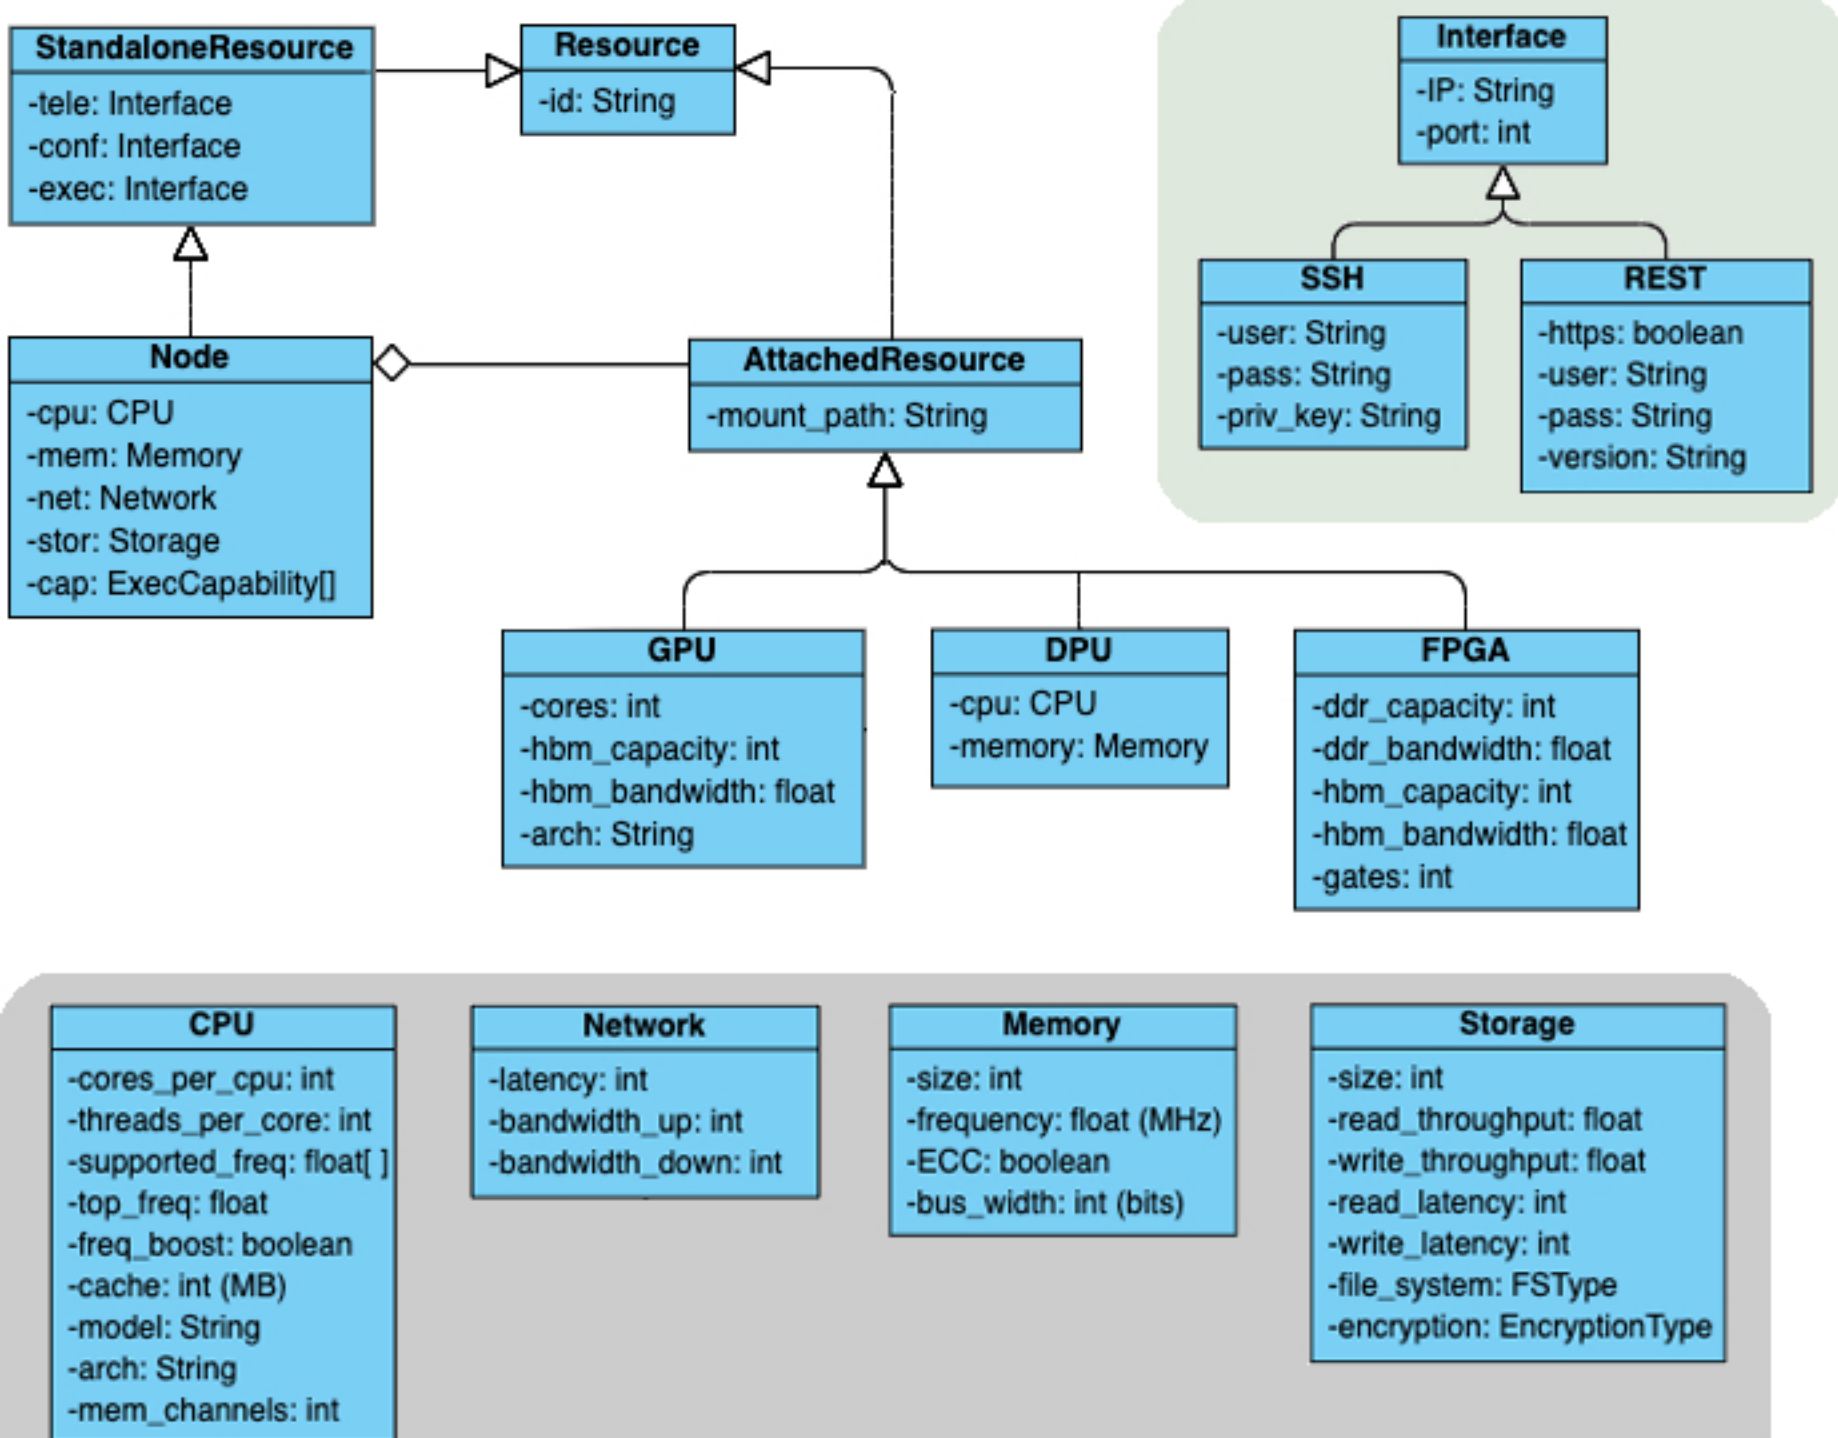 StandaloneResource
-tele: Interface
-conf: Interface
-exec: Interface
Resource
-id: String
Interface
-IP: String
-port: int
SSH
-user: String
-pass: String
-priv_key: String
REST
-https: boolean
-user: String
-pass: String
-version: String
Node
-cpu: CPU
-mem: Memory
-net: Network
-stor: Storage
-cap: ExecCapability[]
AttachedResource
-mount_path: String
GPU
-cores: int
-hbm_capacity: int
-hbm_bandwidth: float
-arch: String
DPU
-cpu: CPU
-memory: Memory
FPGA
-ddr_capacity: int
-ddr_bandwidth: float
-hbm_capacity: int
-hbm_bandwidth: float
-gates: int
CPU
-cores_per_cpu: int
-threads_per_core: int
-supported_freq: float[ ]
-top_freq: float
-freq_boost: boolean
-cache: int (MB)
-model: String
-arch: String
-mem_channels: int
Network
-latency: int
-bandwidth_up: int
-bandwidth_down: int
Memory
-size: int
-frequency: float (MHz)
-ECC: boolean
-bus_width: int (bits)
Storage
-size: int
-read_throughput: float
-write_throughput: float
-read_latency: int
-write_latency: int
-file_system: FSType
-encryption: EncryptionType